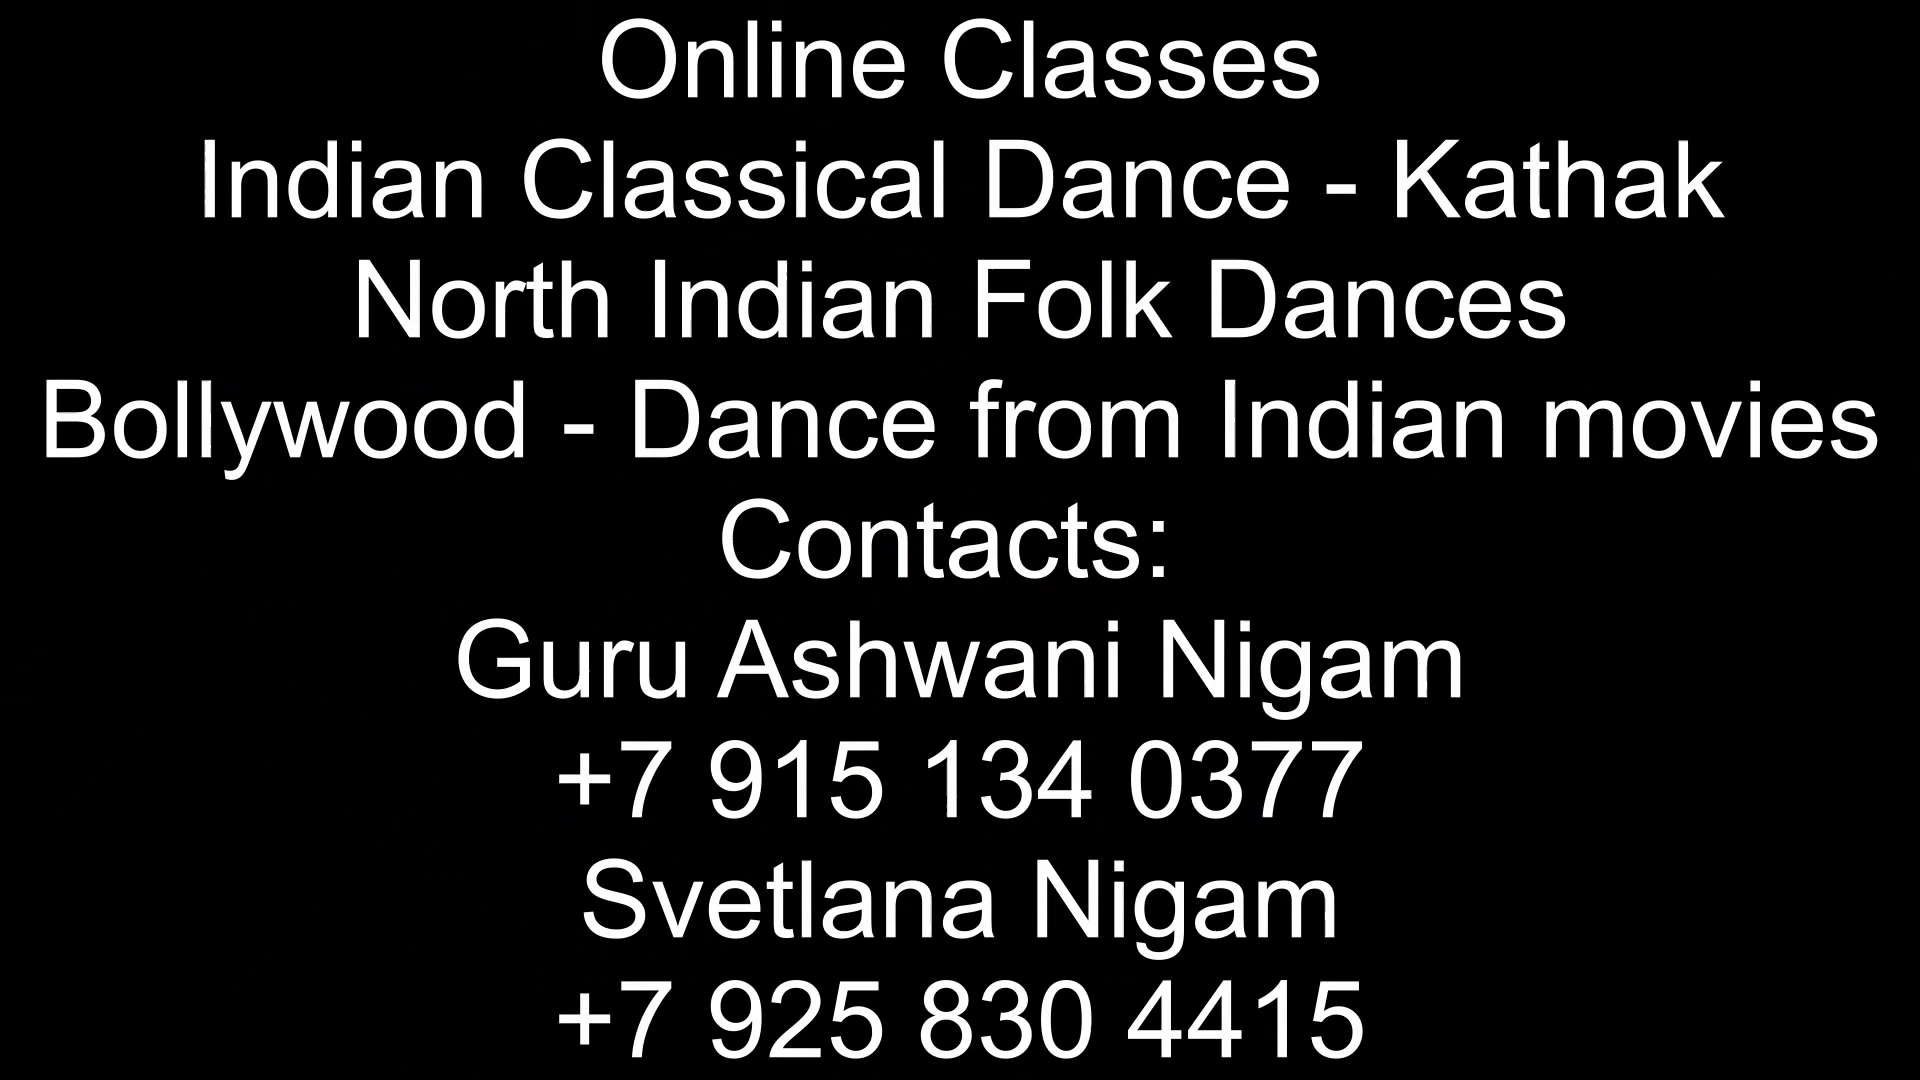 Online Classes
Indian Classical Dance - Kathak
North Indian Folk Dances
Bollywood - Dance from Indian movies
Contacts:
Guru Ashwani Nigam
+7 915 134 0377
Svetlana Nigam
+7 925 830 4415